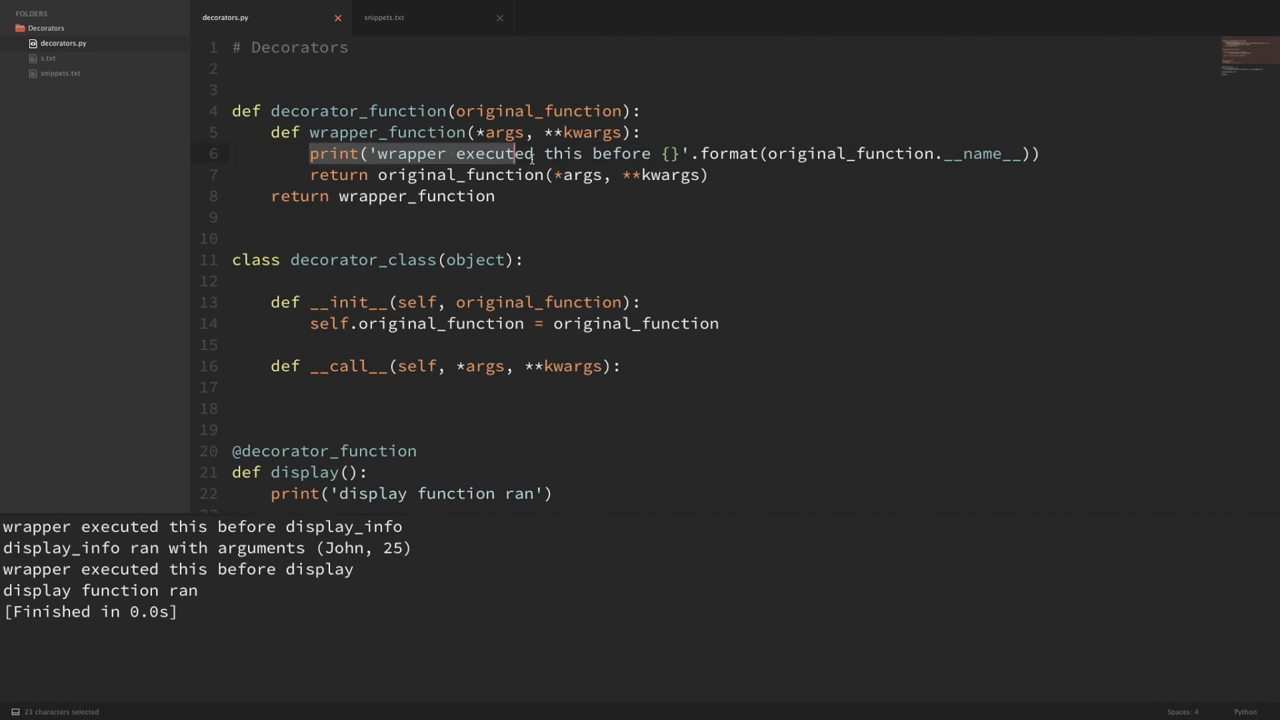 FOLDERS
Decorators
decorators.py
s.txt
snippets.txt
decorators.py
snippets.txt
1 # Decorators
2
3
4 def decorator_function(original_function):
5     def wrapper_function(*args, **kwargs):
6         print('wrapper executed this before {}'.format(original_function.__name__))
7         return original_function(*args, **kwargs)
8     return wrapper_function
9
10
11 class decorator_class(object):
12
13     def __init__(self, original_function):
14         self.original_function = original_function
15
16     def __call__(self, *args, **kwargs):
17
18
19
20 @decorator_function
21 def display():
22     print('display function ran')
wrapper executed this before display_info
display_info ran with arguments (John, 25)
wrapper executed this before display
display function ran
[Finished in 0.0s]
21 characters selected
Spaces: 4
Python